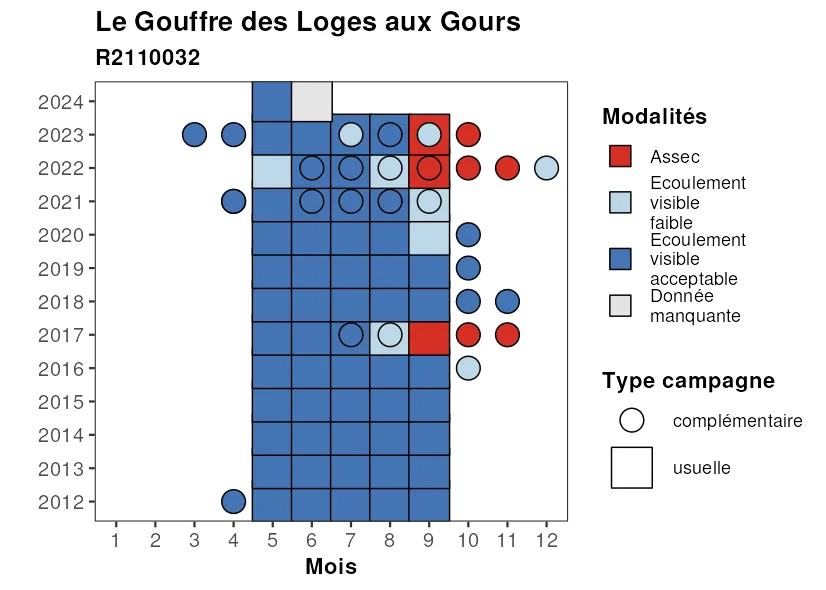 Le Gouffre des Loges aux Gours
R2110032
2024
2023
2022
2021
2020
2019
2018
2017
2016
2015
2014
2013
2012
1 2 3 4 5 6 7 8 9 10 11 12
Mois
Modalités
Assec
Ecoulement
visible
faible
Ecoulement
visible
acceptable
Donnée
manquante
Type campagne
complémentaire
usuelle